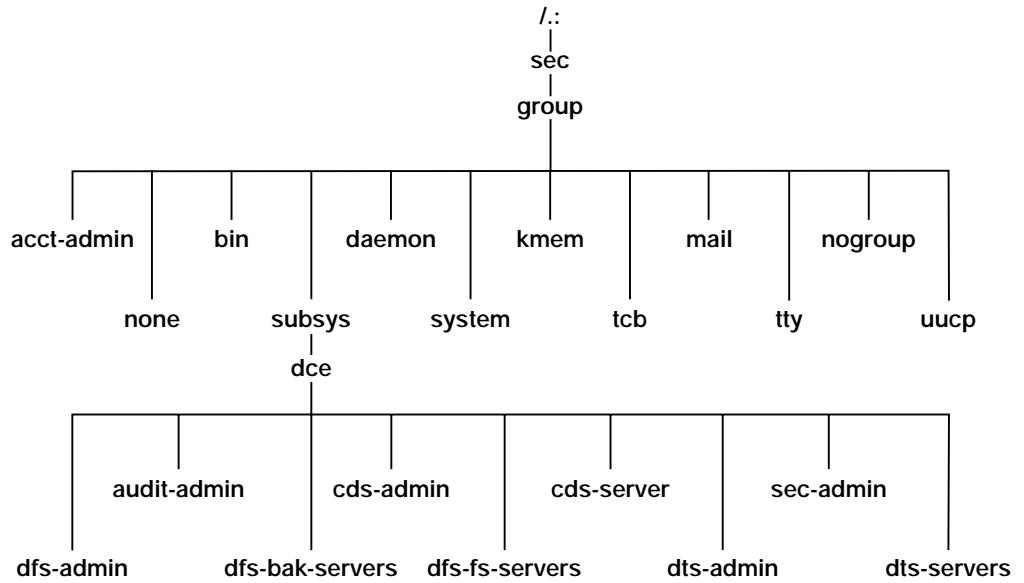 /.:
sec
group
acct-admin bin daemon kmem mail nogroup
none subsys system tcb tty uucp
dce
audit-admin cds-admin cds-server sec-admin
dfs-admin dfs-bak-servers dfs-fs-servers dts-admin dts-servers